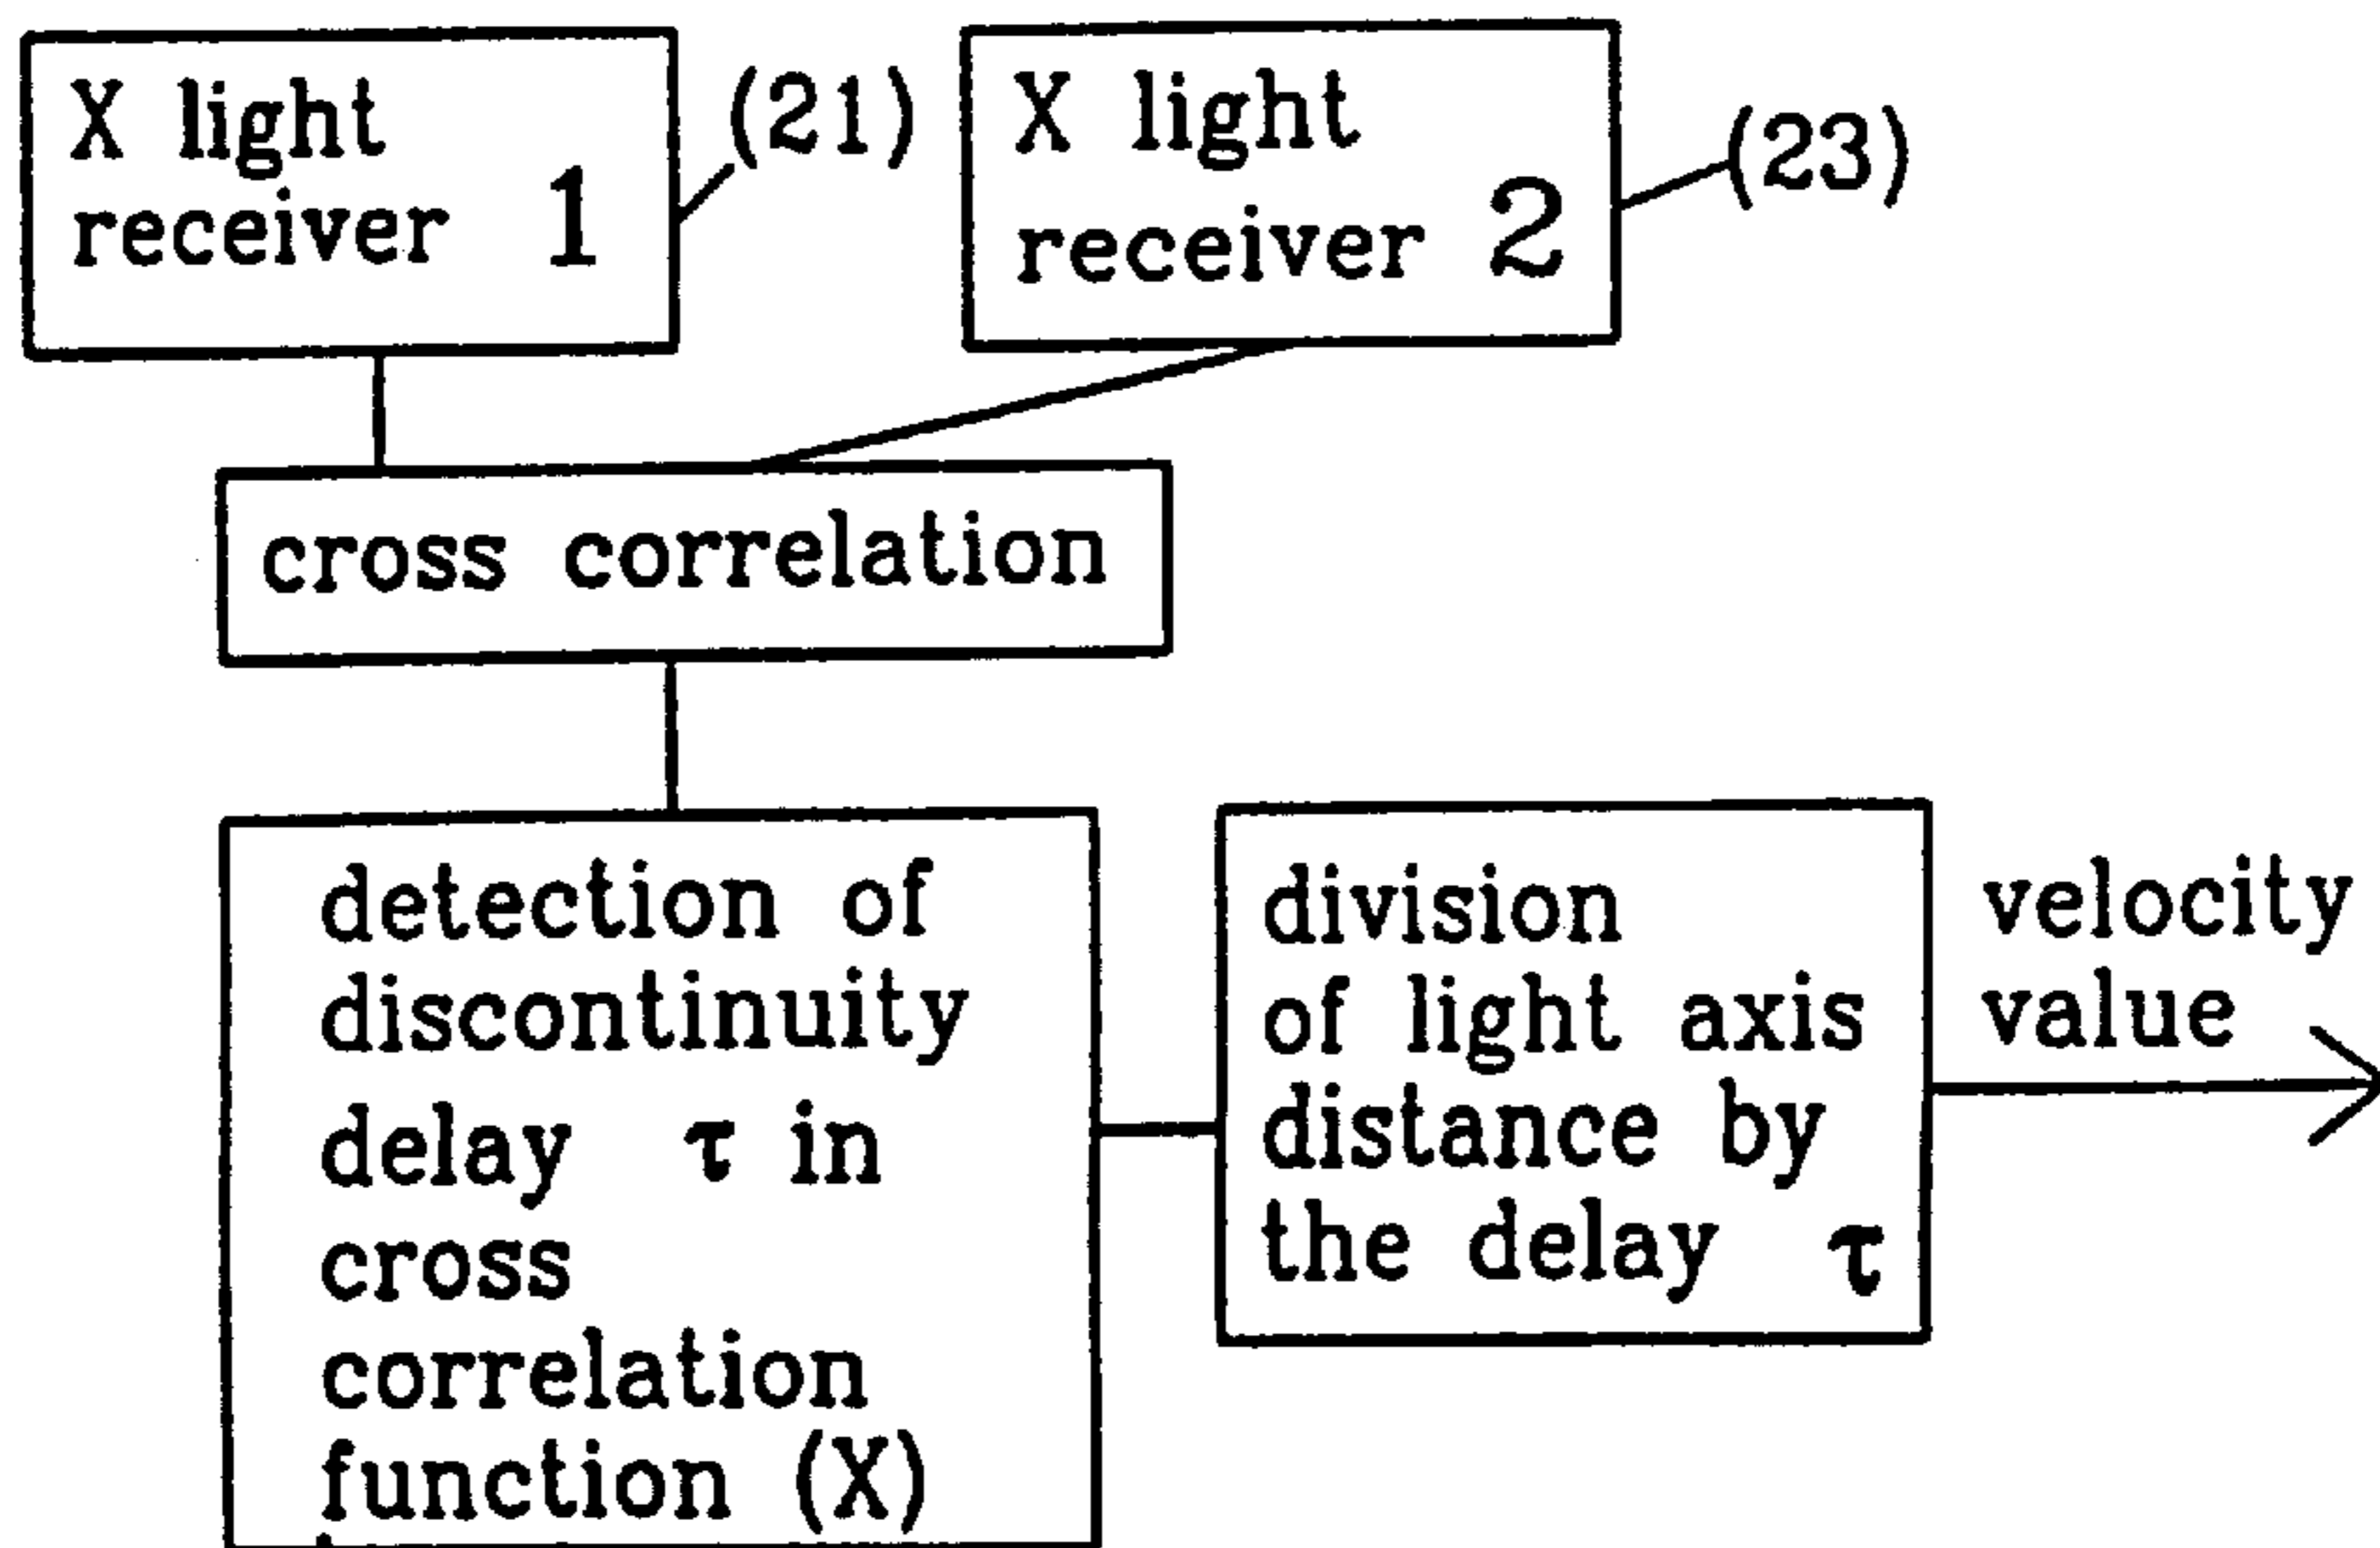 X light
receiver 1
(21)
X light
receiver 2
(23)
cross correlation
detection of
discontinuity
delay τ in
cross
correlation
function (X)
division
of light axis
distance by
the delay τ
velocity
value